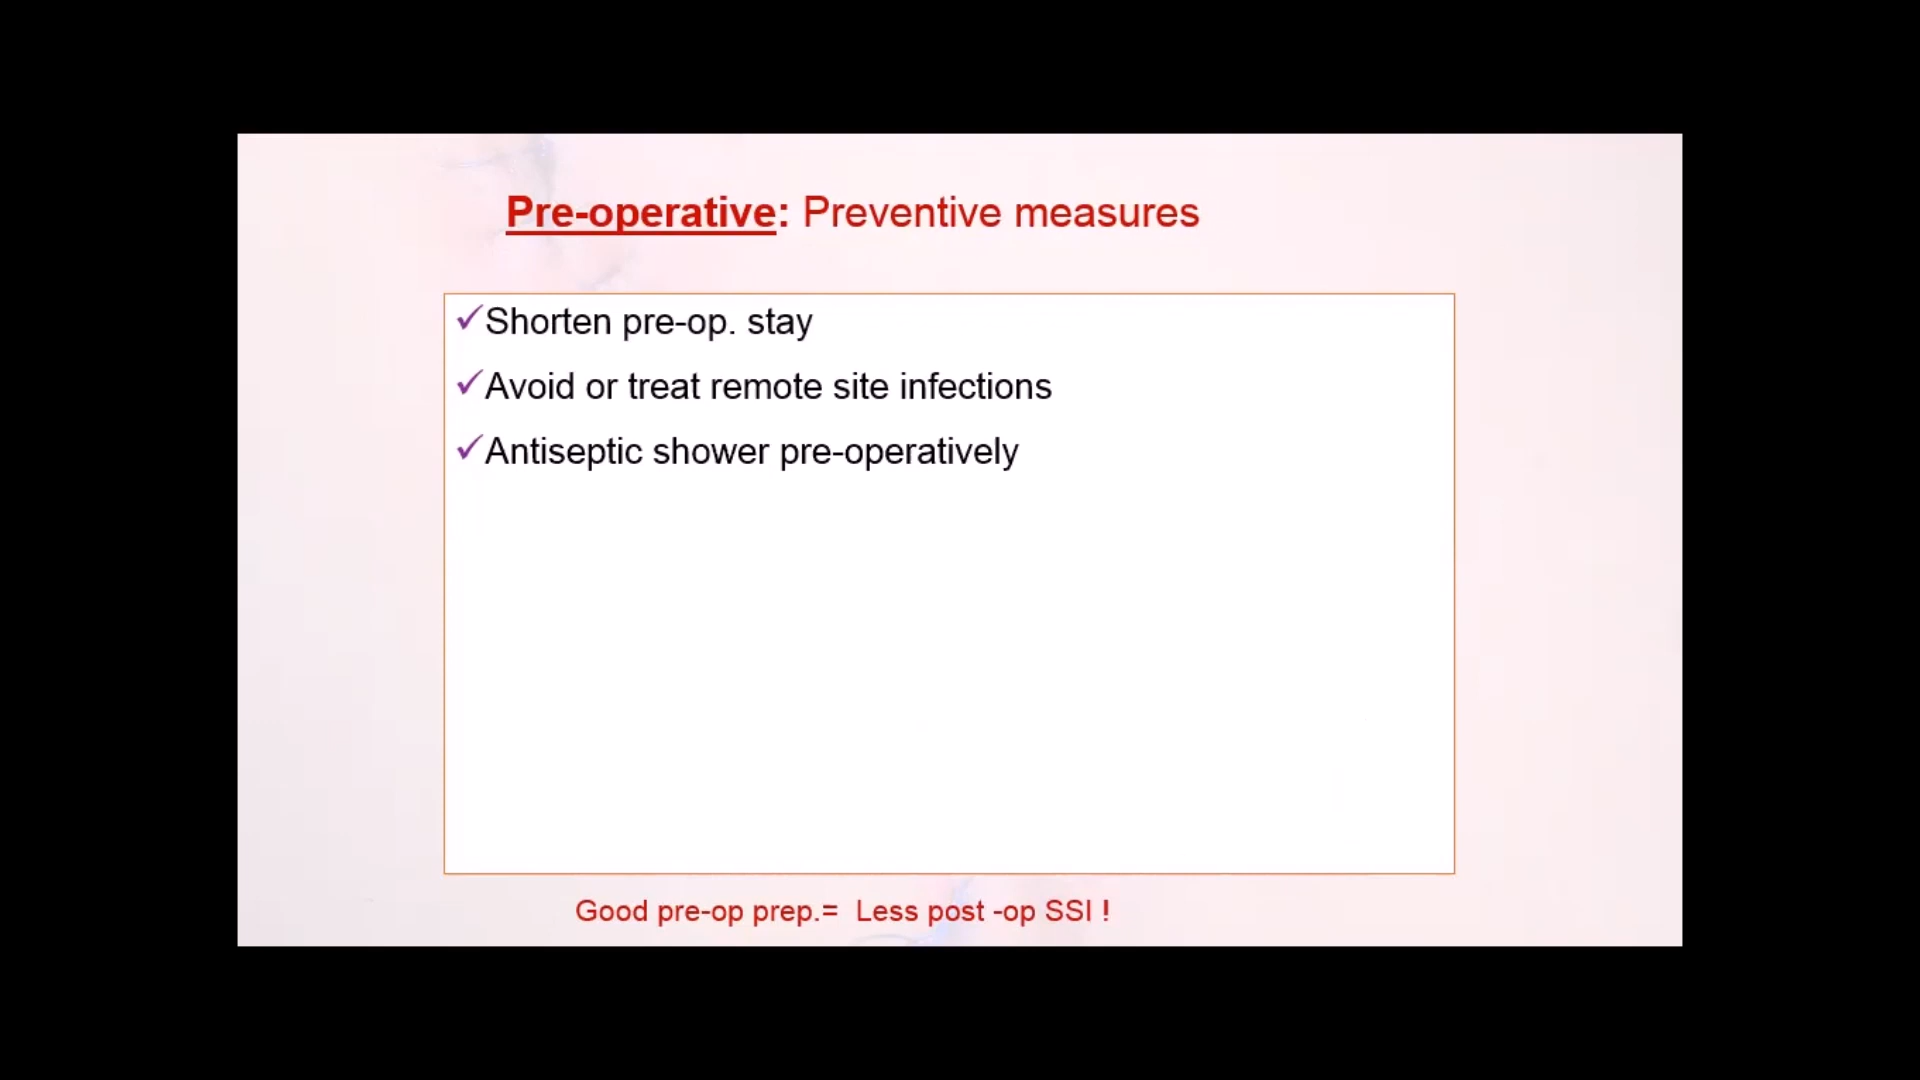 Pre-operative: Preventive measures
✓Shorten pre-op. stay
✓Avoid or treat remote site infections
✓Antiseptic shower pre-operatively
Good pre-op prep.= Less post -op SSI !